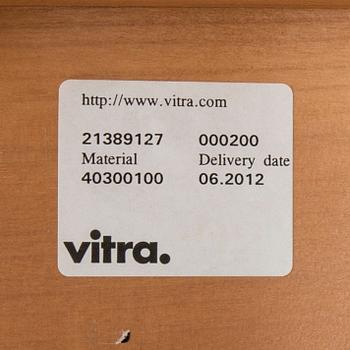 http://www.vitra.com
21389127 000200
Material Delivery date
40300100 06.2012
vitra.